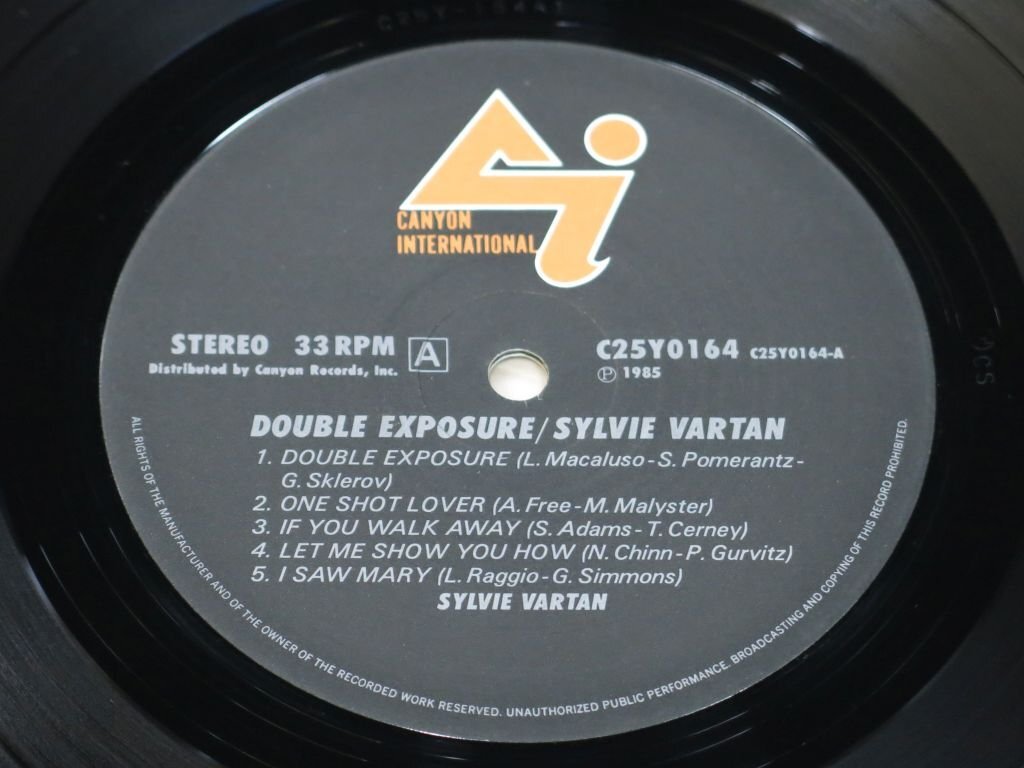 CANYON
INTERNATIONAL
STEREO 33 RPM A
Distributed by Canyon Records, Inc.
C25Y0164 C25Y0164-A
Ⓟ 1985
DOUBLE EXPOSURE/SYLVIE VARTAN
1. DOUBLE EXPOSURE (L. Macaluso-S. Pomerantz-
G. Sklerov)
2. ONE SHOT LOVER (A. Free-M. Malyster)
3. IF YOU WALK AWAY (S. Adams-T. Cerney)
4. LET ME SHOW YOU HOW (N. Chinn-P. Gurvitz)
5. I SAW MARY (L. Raggio-G. Simmons)
SYLVIE VARTAN
ALL RIGHTS OF THE MANUFACTURER AND OF THE OWNER OF THE RECORDED WORK RESERVED. UNAUTHORIZED PUBLIC PERFORMANCE. BROADCASTING AND COPYING OF THIS RECORD PROHIBITED.